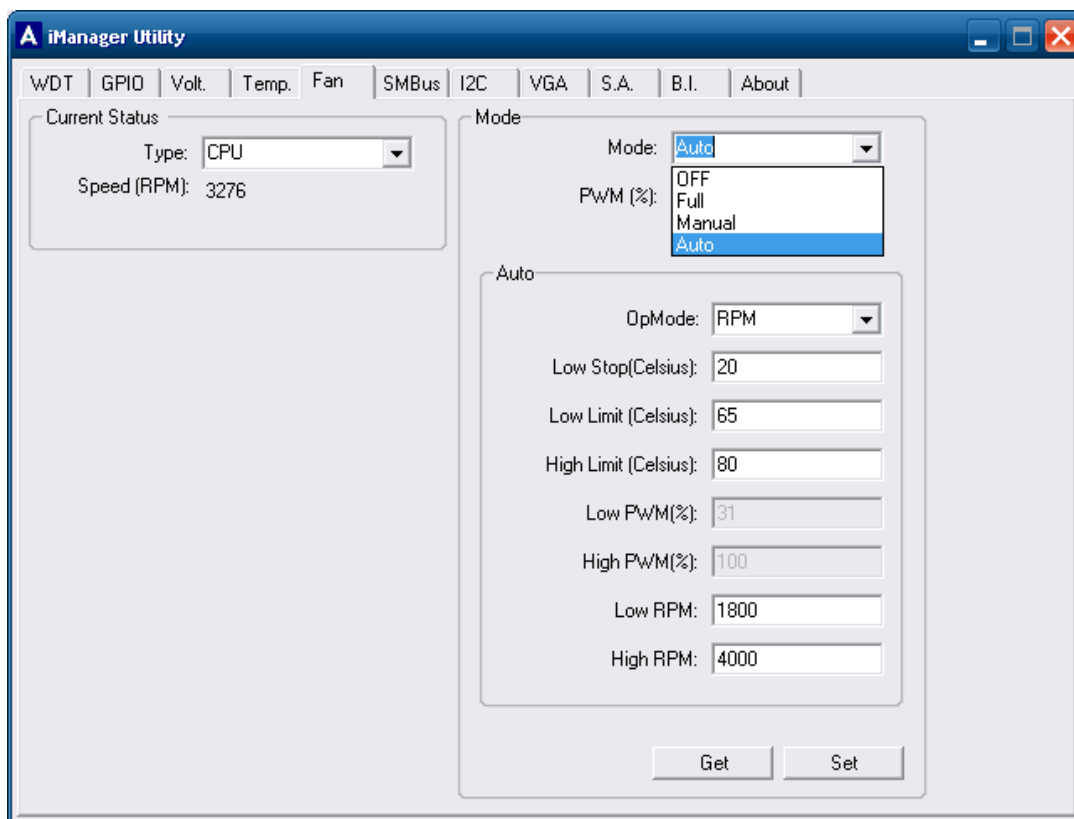 A iManager Utility
WDT GPIO Volt. Temp. Fan SMBus I2C VGA S.A. B.I. About
Current Status
Type: CPU
Speed (RPM): 3276
Mode
Mode: Auto
PWM (%):
OFF
Full
Manual
Auto
Auto
OpMode: RPM
Low Stop(Celsius): 20
Low Limit (Celsius): 65
High Limit (Celsius): 80
Low PWM(%): 31
High PWM(%): 100
Low RPM: 1800
High RPM: 4000
Get Set